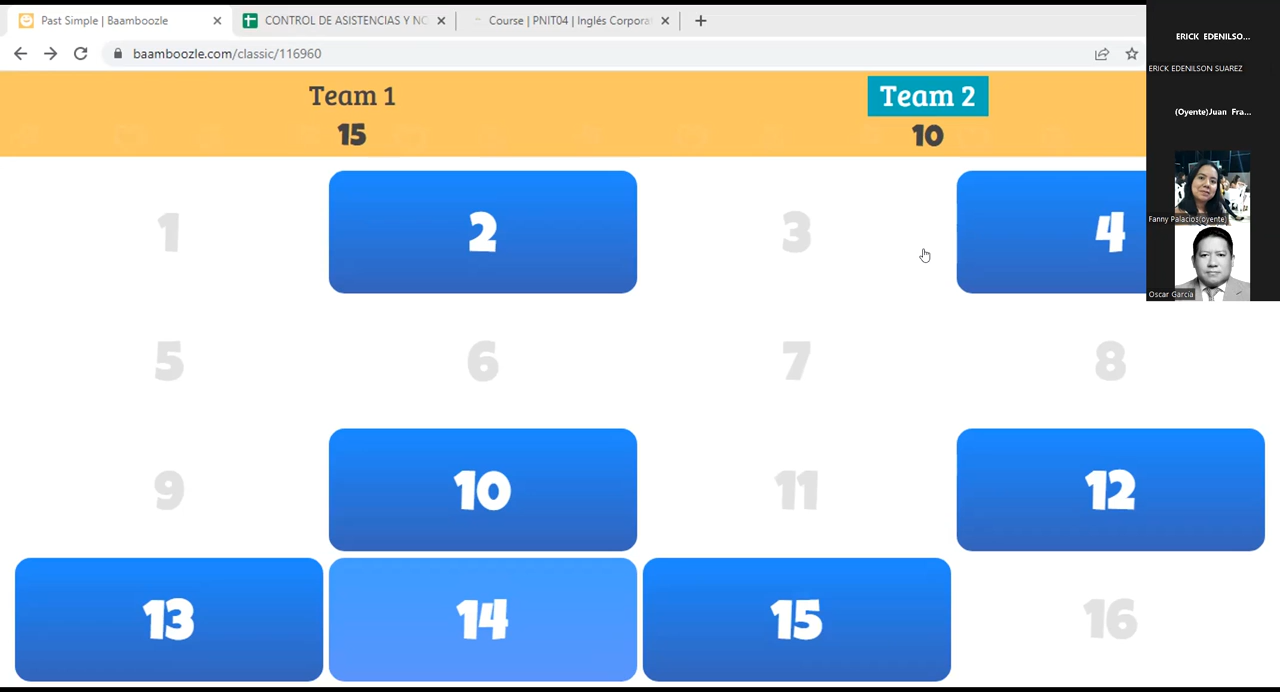 Past Simple | Baamboozle
CONTROL DE ASISTENCIAS Y NC
Course | PNIT04 | Inglés Corpora
baamboozle.com/classic/116960
Team 1
15
Team 2
10
1
2
3
4
5
6
7
8
9
10
11
12
13
14
15
16
ERICK EDENILSO...
ERICK EDENILSON SUAREZ
(Oyente)Juan Fra...
Fanny Palacios(oyente)
Oscar García